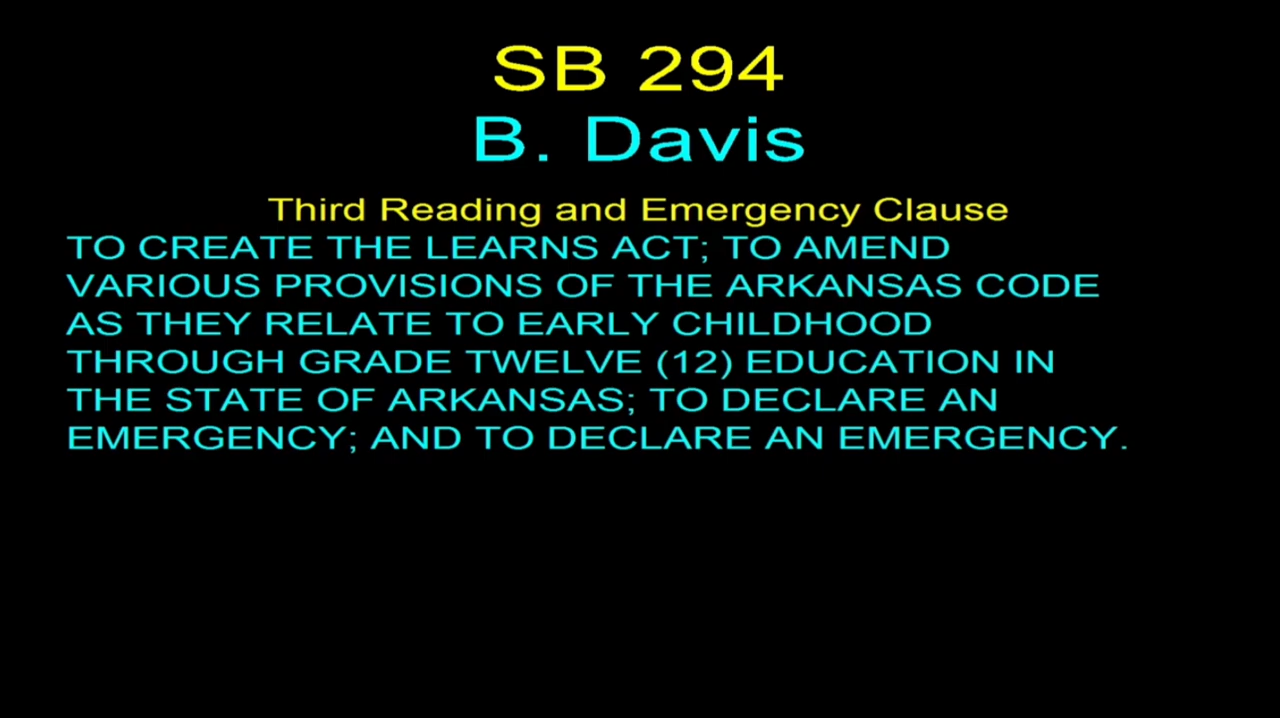 SB 294
B. Davis
Third Reading and Emergency Clause
TO CREATE THE LEARNS ACT; TO AMEND
VARIOUS PROVISIONS OF THE ARKANSAS CODE
AS THEY RELATE TO EARLY CHILDHOOD
THROUGH GRADE TWELVE (12) EDUCATION IN
THE STATE OF ARKANSAS; TO DECLARE AN
EMERGENCY; AND TO DECLARE AN EMERGENCY.